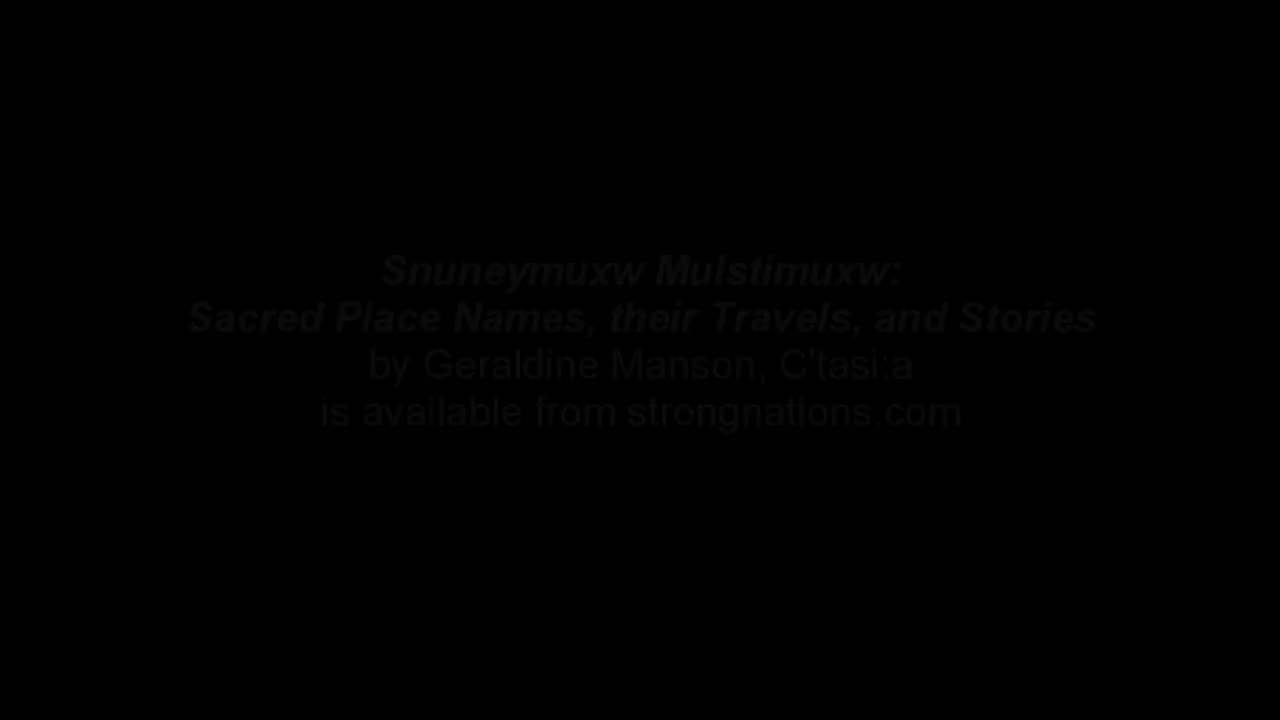 Snuneymuxw Mulstimuxw:
Sacred Place Names, their Travels, and Stories
by Geraldine Manson, C'tasi:a
is available from strongnations.com